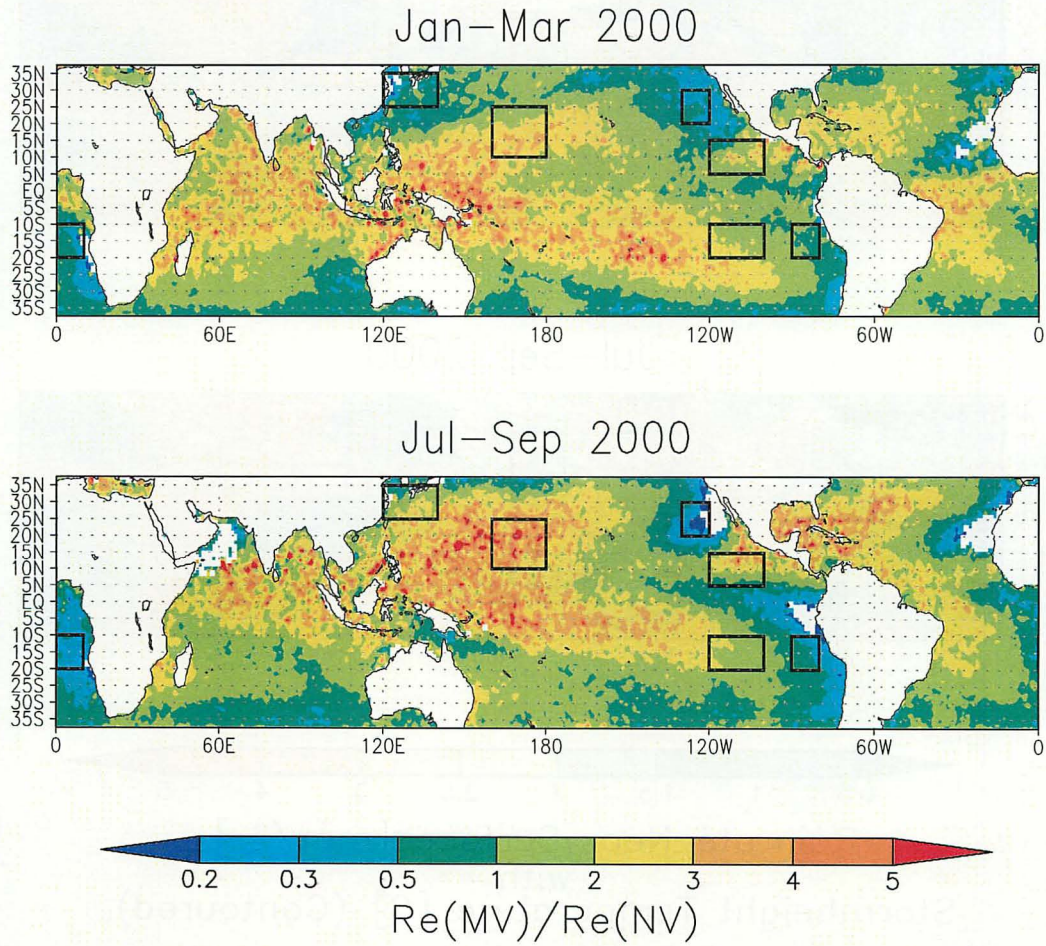 Jan-Mar 2000
35N
30N
25N
20N
15N
10N
5N
EQ
5S
10S
15S
20S
25S
30S
35S
0 60E 120E 180 120W 60W 0
Jul-Sep 2000
35N
30N
25N
20N
15N
10N
5N
EQ
5S
10S
15S
20S
25S
30S
35S
0 60E 120E 180 120W 60W 0
0.2 0.3 0.5 1 2 3 4 5
Re(MV)/Re(NV)